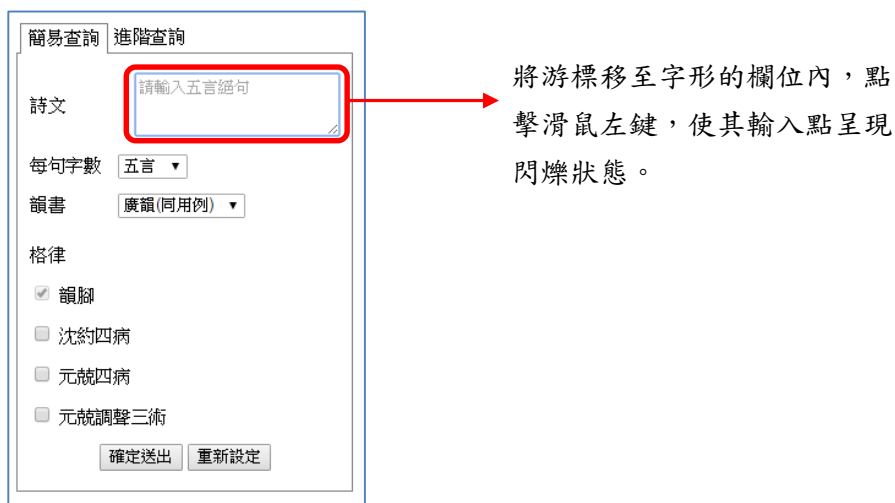 簡易查詢 進階查詢
詩文 請輸入五言絕句
每句字數 五言
韻書 廣韻(同用例)
格律
韻腳
沈約四病
元兢四病
元兢調聲三術
確定送出 重新設定
將游標移至字形的欄位內，點
擊滑鼠左鍵，使其輸入點呈現
閃爍狀態。